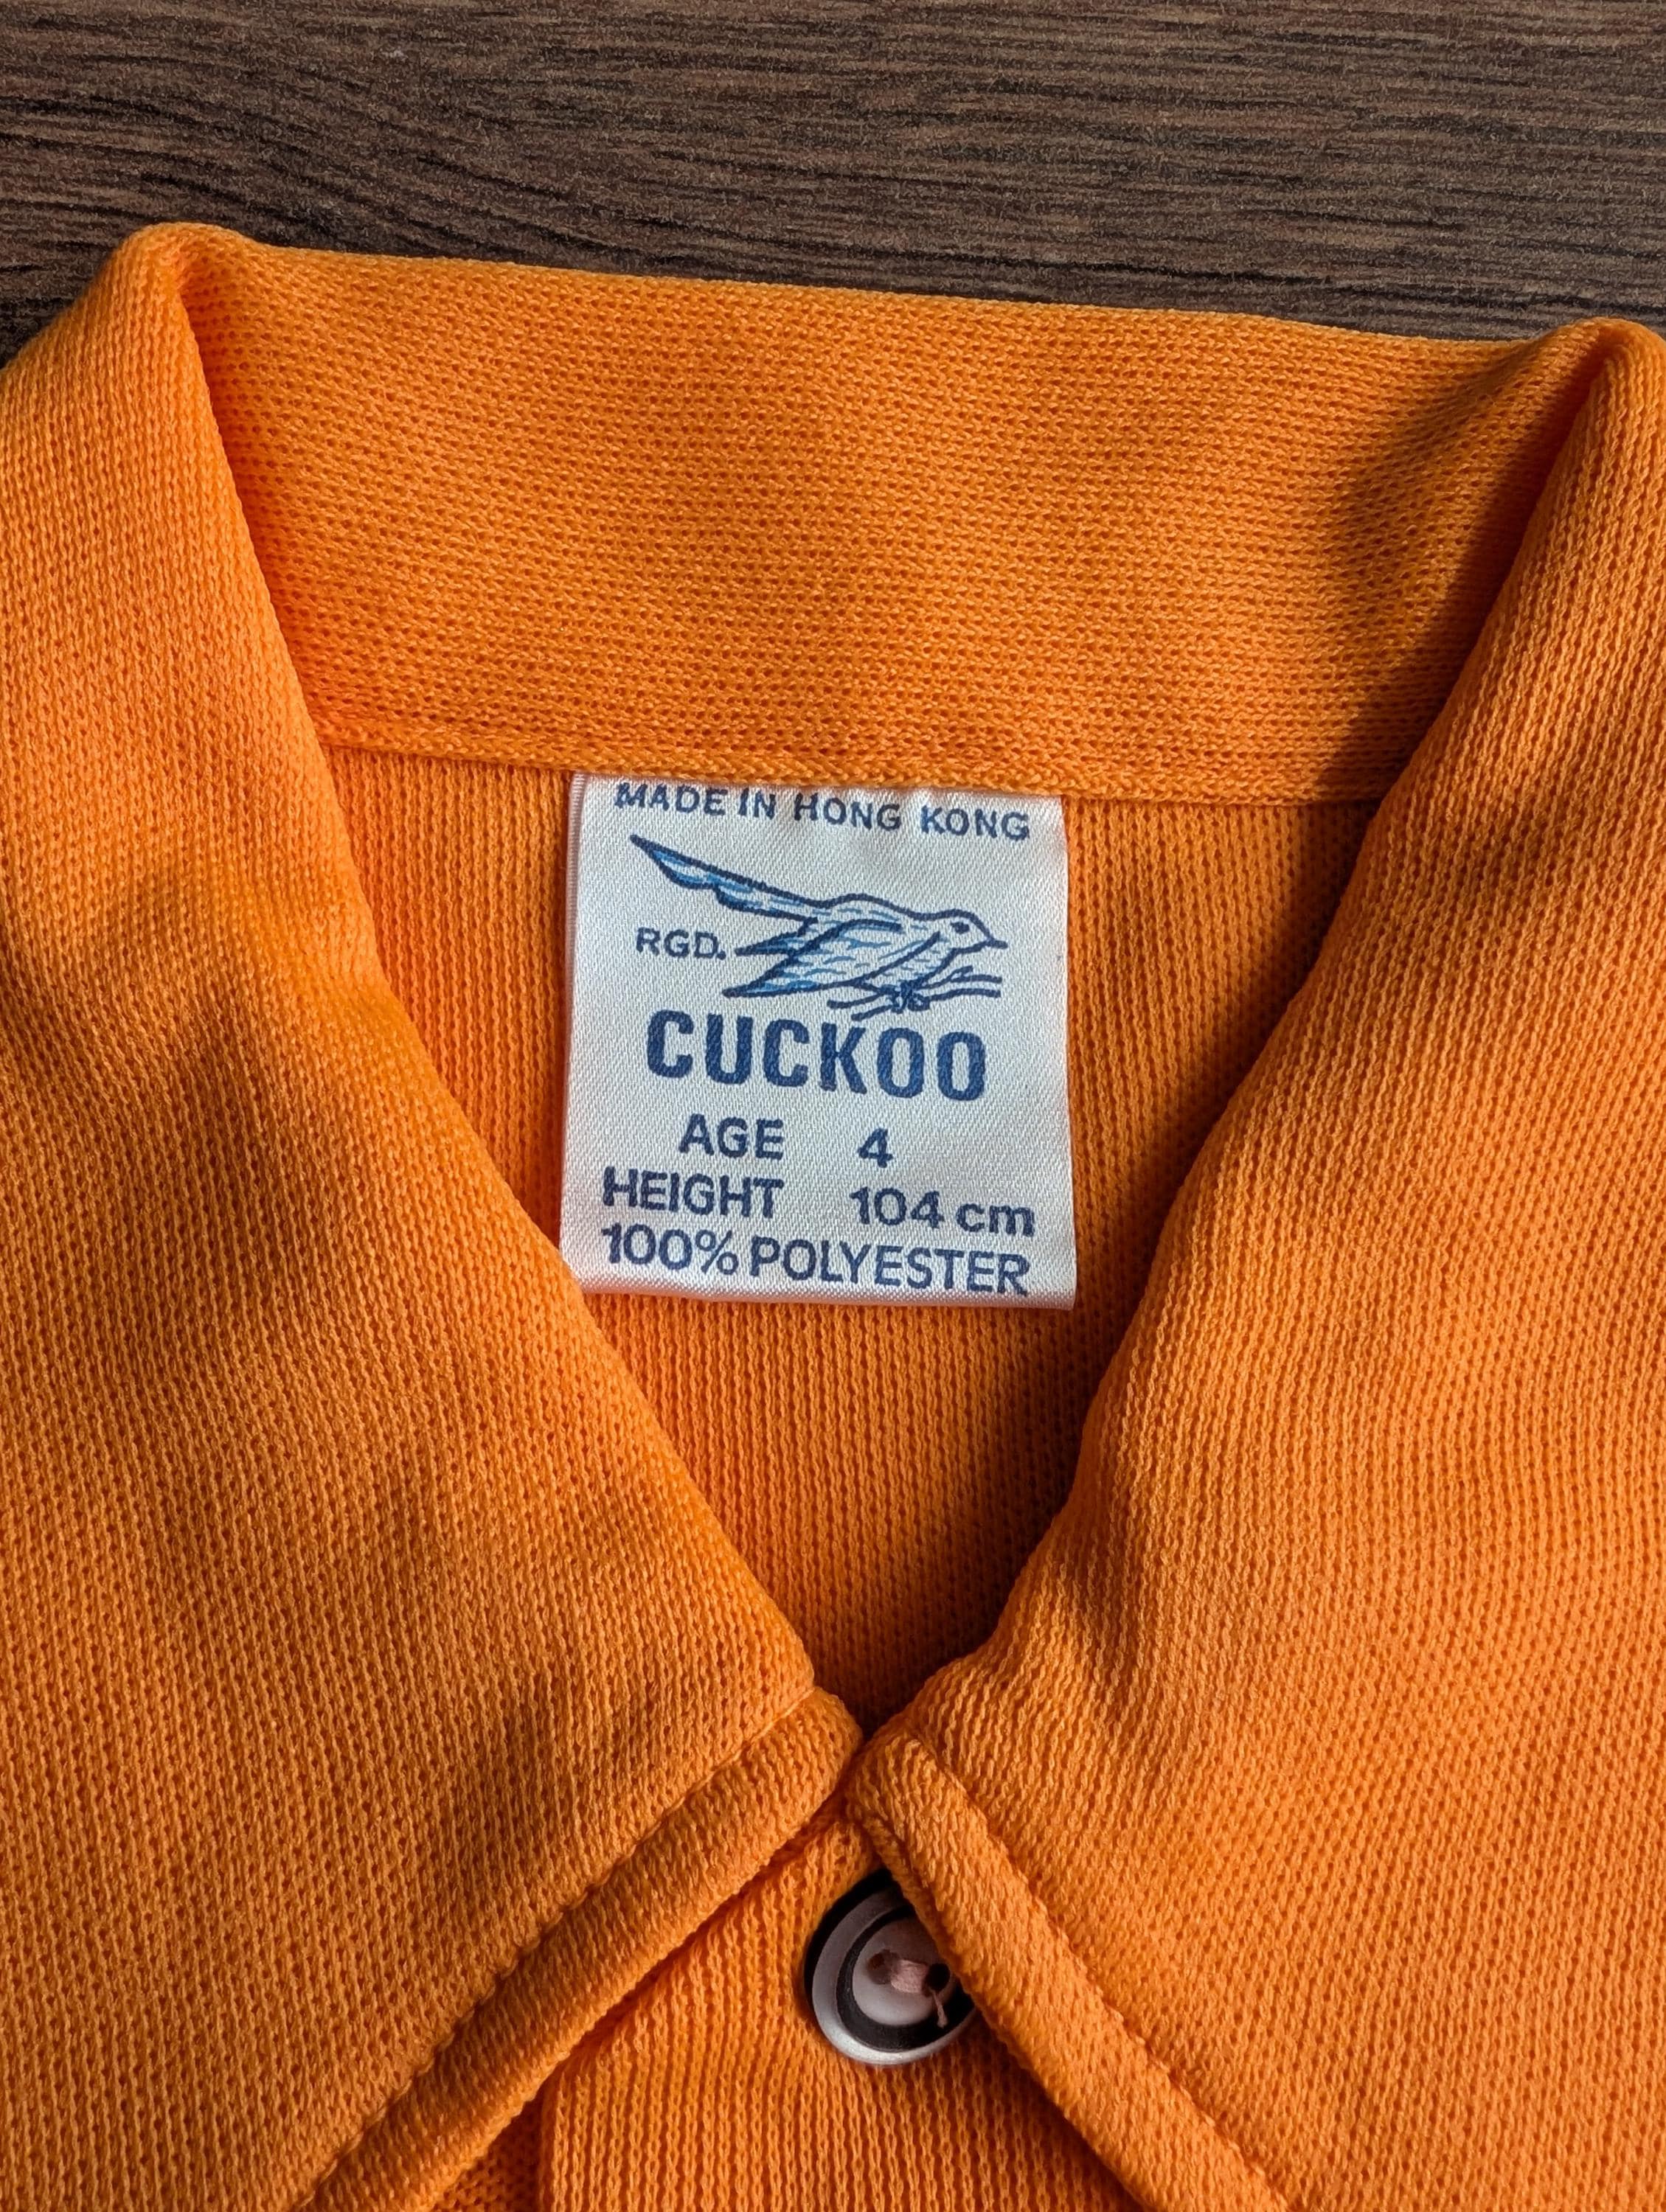 MADE IN HONG KONG
RGD.
CUCKOO
AGE 4
HEIGHT 104 cm
100% POLYESTER